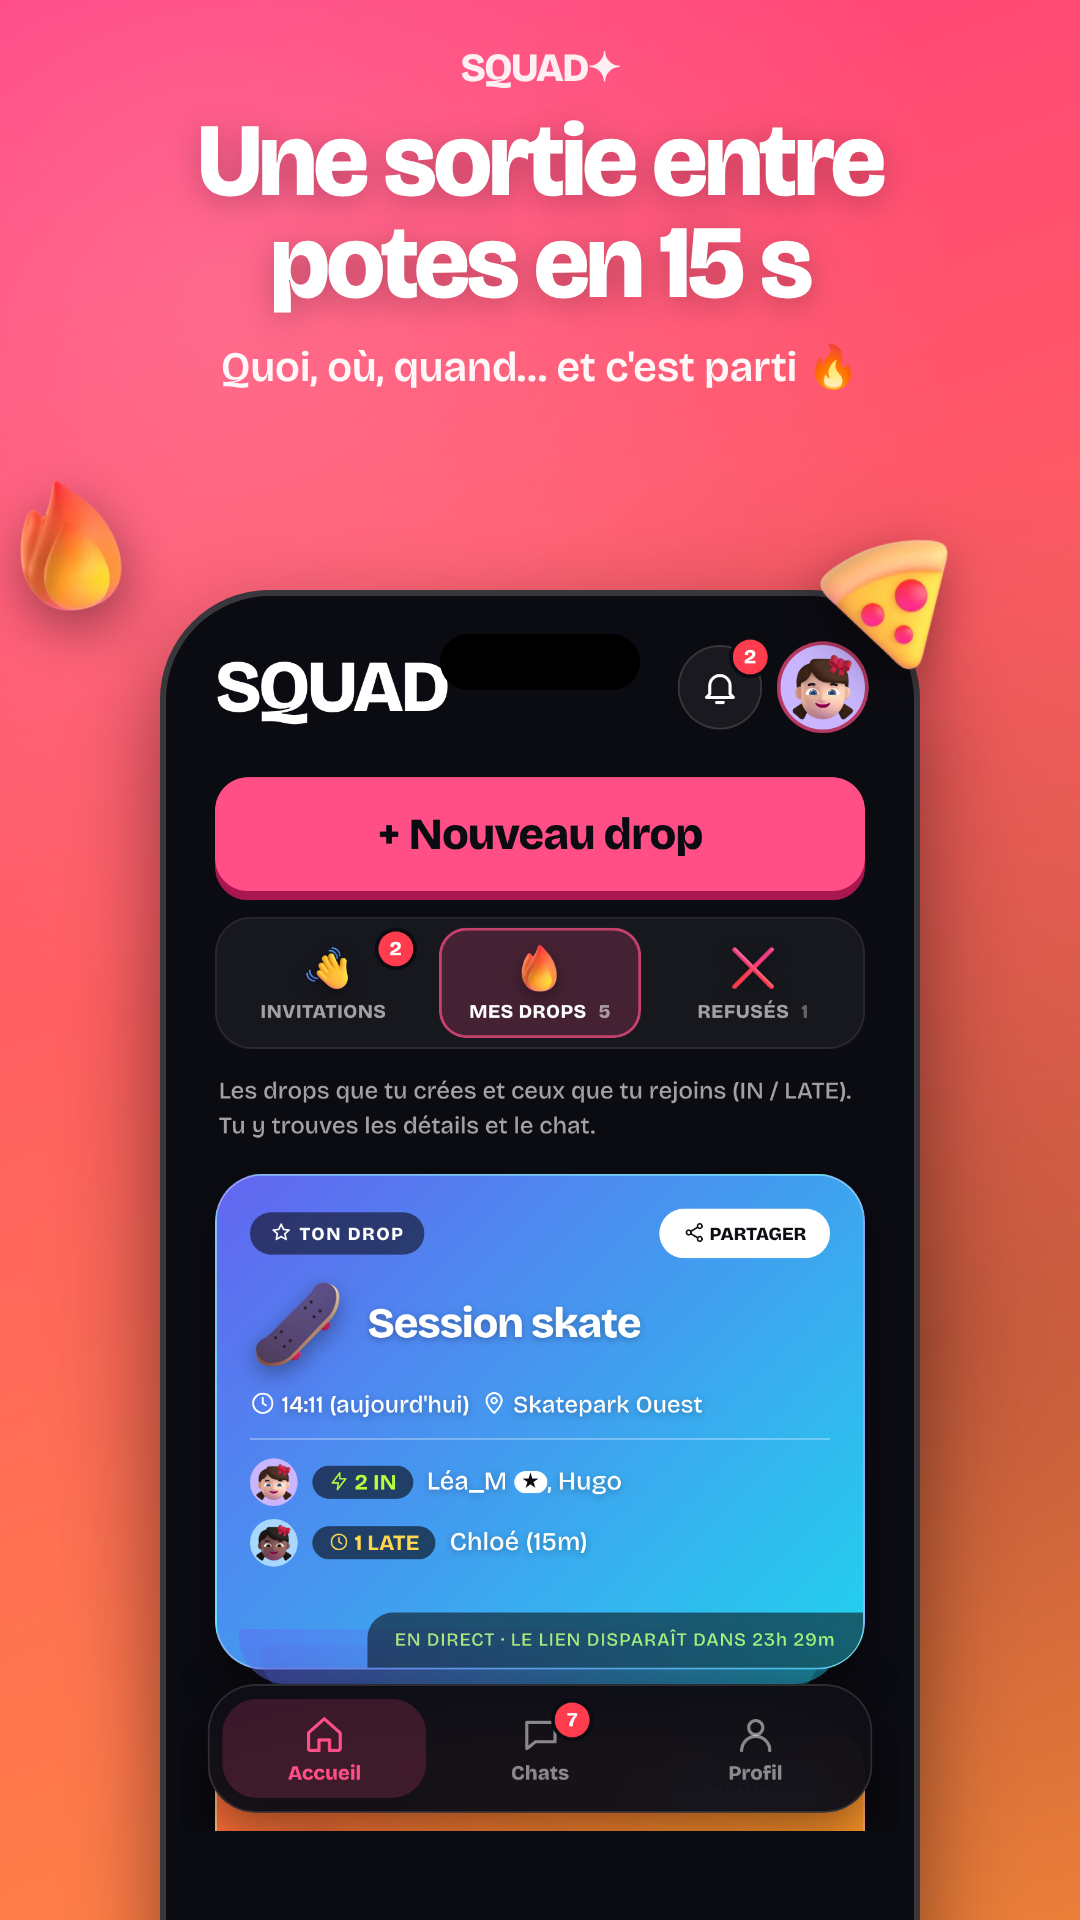 SQUAD✦
Une sortie entre
potes en 15 s
Quoi, où, quand... et c'est parti 🔥
SQUAD
2
+ Nouveau drop
2
INVITATIONS
MES DROPS 5
REFUSÉS 1
Les drops que tu crées et ceux que tu rejoins (IN / LATE).
Tu y trouves les détails et le chat.
TON DROP
PARTAGER
Session skate
14:11 (aujourd'hui) Skatepark Ouest
2 IN Léa_M ★, Hugo
1 LATE Chloé (15m)
EN DIRECT · LE LIEN DISPARAÎT DANS 23h 29m
7
Accueil
Chats
Profil